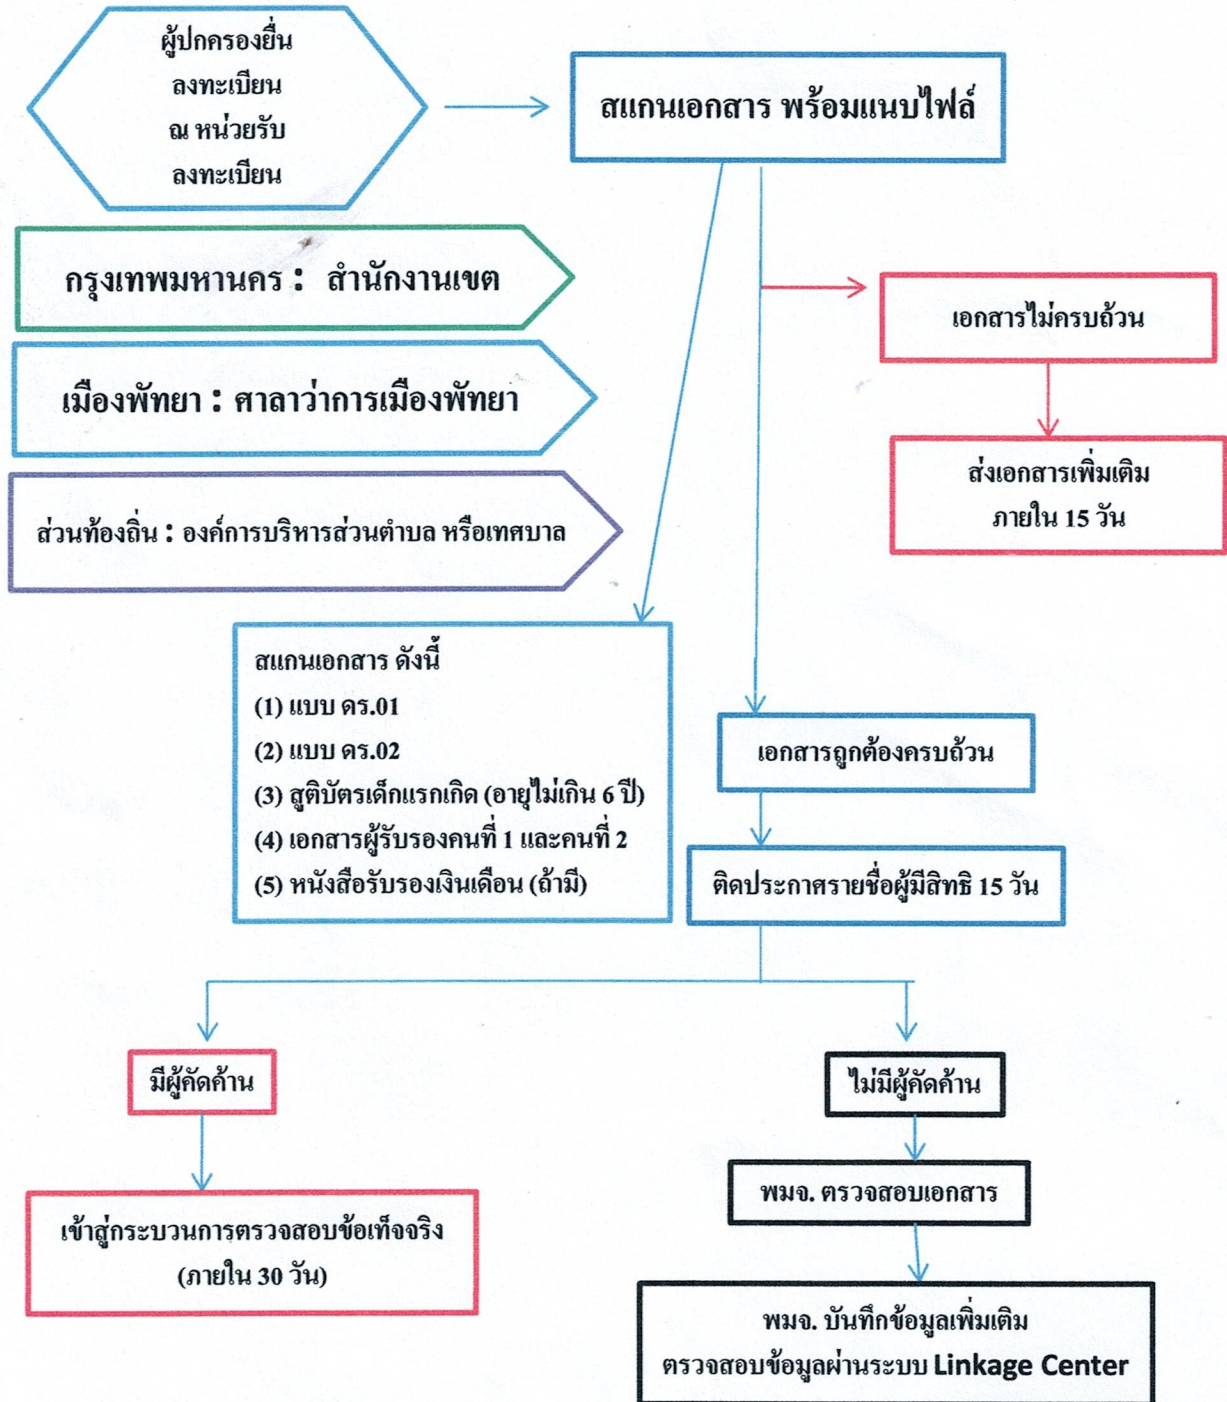 ผู้ปกครองยื่น
ลงทะเบียน
ณ หน่วยรับ
ลงทะเบียน
สแกนเอกสาร พร้อมแนบไฟล์
กรุงเทพมหานคร : สำนักงานเขต
เมืองพัทยา : ศาลาว่าการเมืองพัทยา
ส่วนท้องถิ่น : องค์การบริหารส่วนตำบล หรือเทศบาล
เอกสารไม่ครบถ้วน
ส่งเอกสารเพิ่มเติม
ภายใน 15 วัน
สแกนเอกสาร ดังนี้
(1) แบบ ดร.01
(2) แบบ ดร.02
(3) สูติบัตรเด็กแรกเกิด (อายุไม่เกิน 6 ปี)
(4) เอกสารผู้รับรองคนที่ 1 และคนที่ 2
(5) หนังสือรับรองเงินเดือน (ถ้ามี)
เอกสารถูกต้องครบถ้วน
ติดประกาศรายชื่อผู้มีสิทธิ 15 วัน
มีผู้คัดค้าน
เข้าสู่กระบวนการตรวจสอบข้อเท็จจริง
(ภายใน 30 วัน)
ไม่มีผู้คัดค้าน
พมจ. ตรวจสอบเอกสาร
พมจ. บันทึกข้อมูลเพิ่มเติม
ตรวจสอบข้อมูลผ่านระบบ Linkage Center